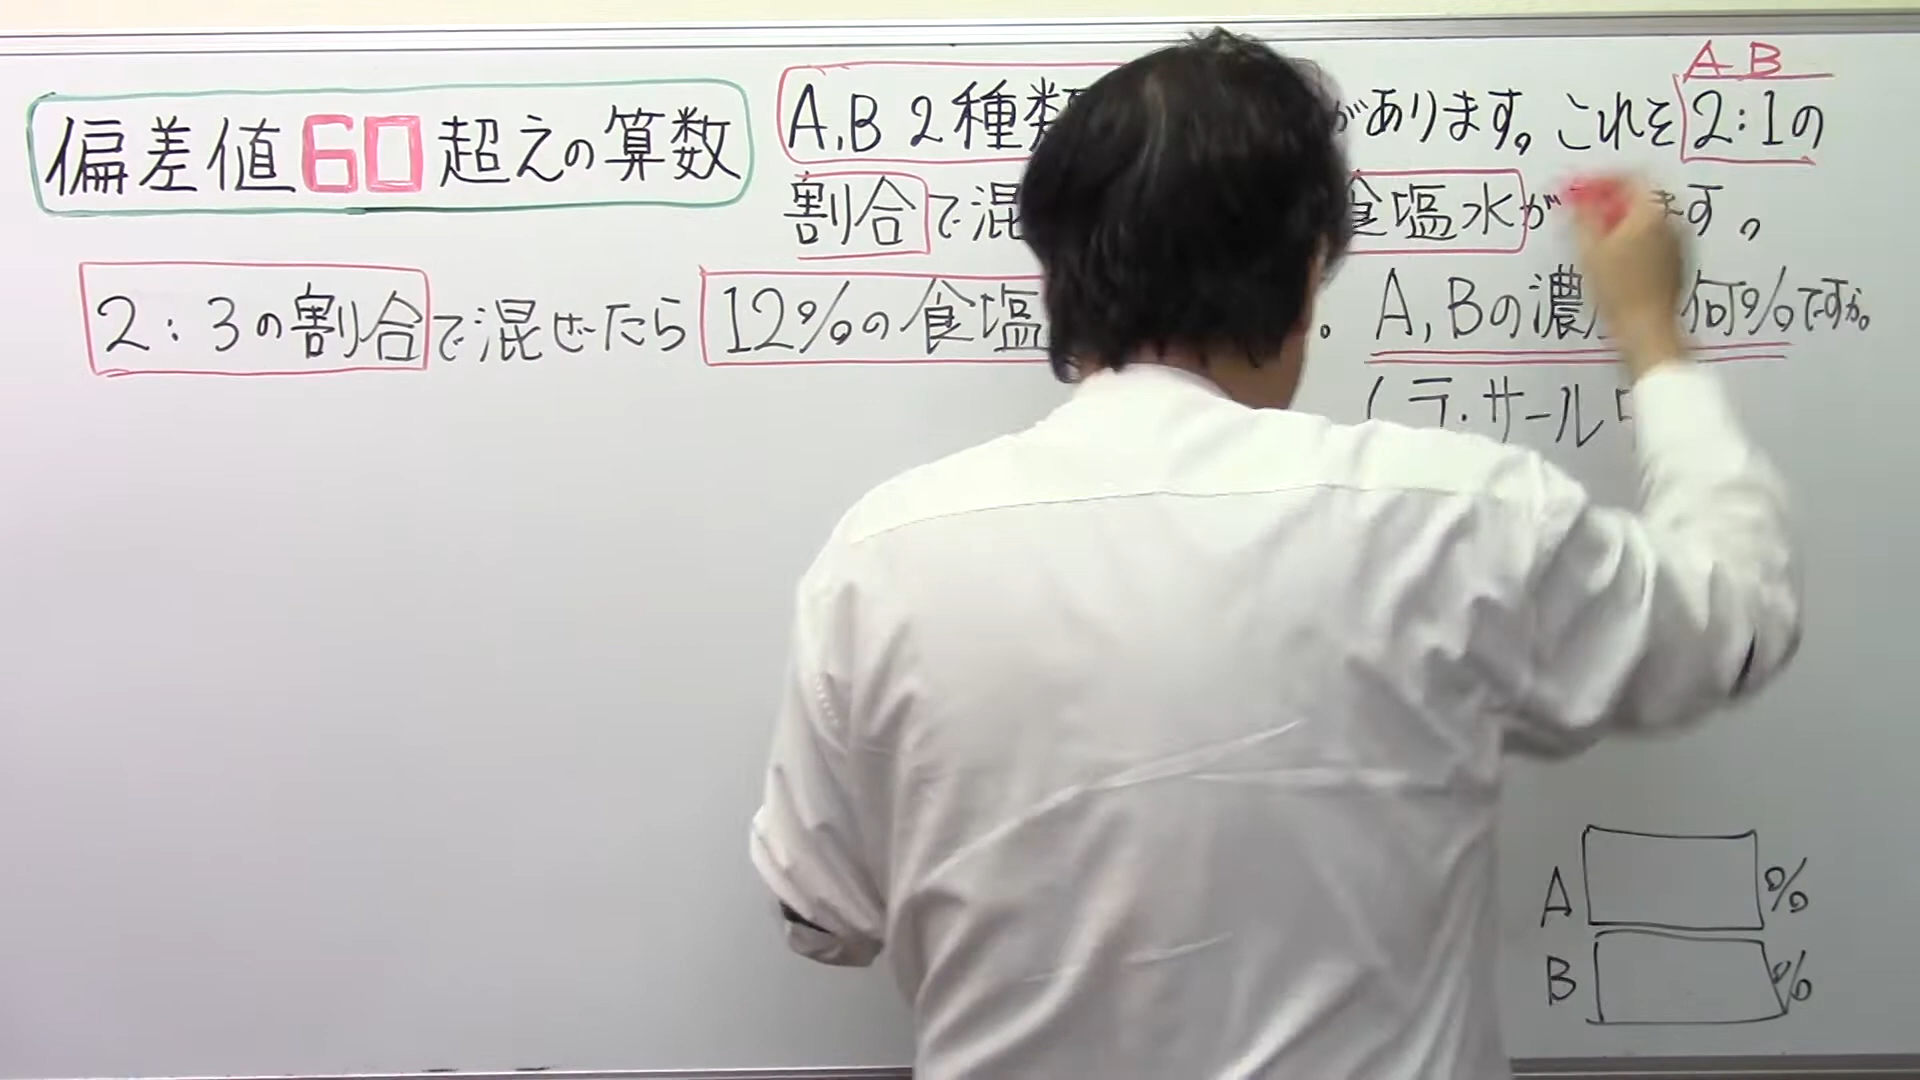 偏差値60超えの算数
A B
A,B 2種類 があります。これを2:1の
割合で混 食塩水が ます。
2:3の割合で混ぜたら 12%の食塩 。A,Bの濃 何%ですか。
(ラ・サール
A %
B %